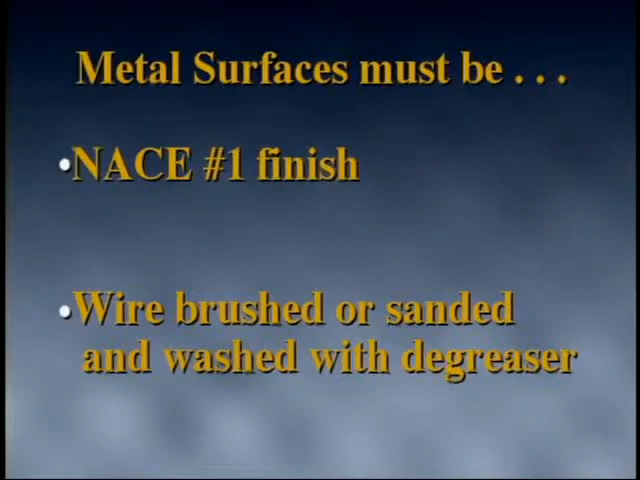 Metal Surfaces must be . . .
•NACE #1 finish
•Wire brushed or sanded
and washed with degreaser